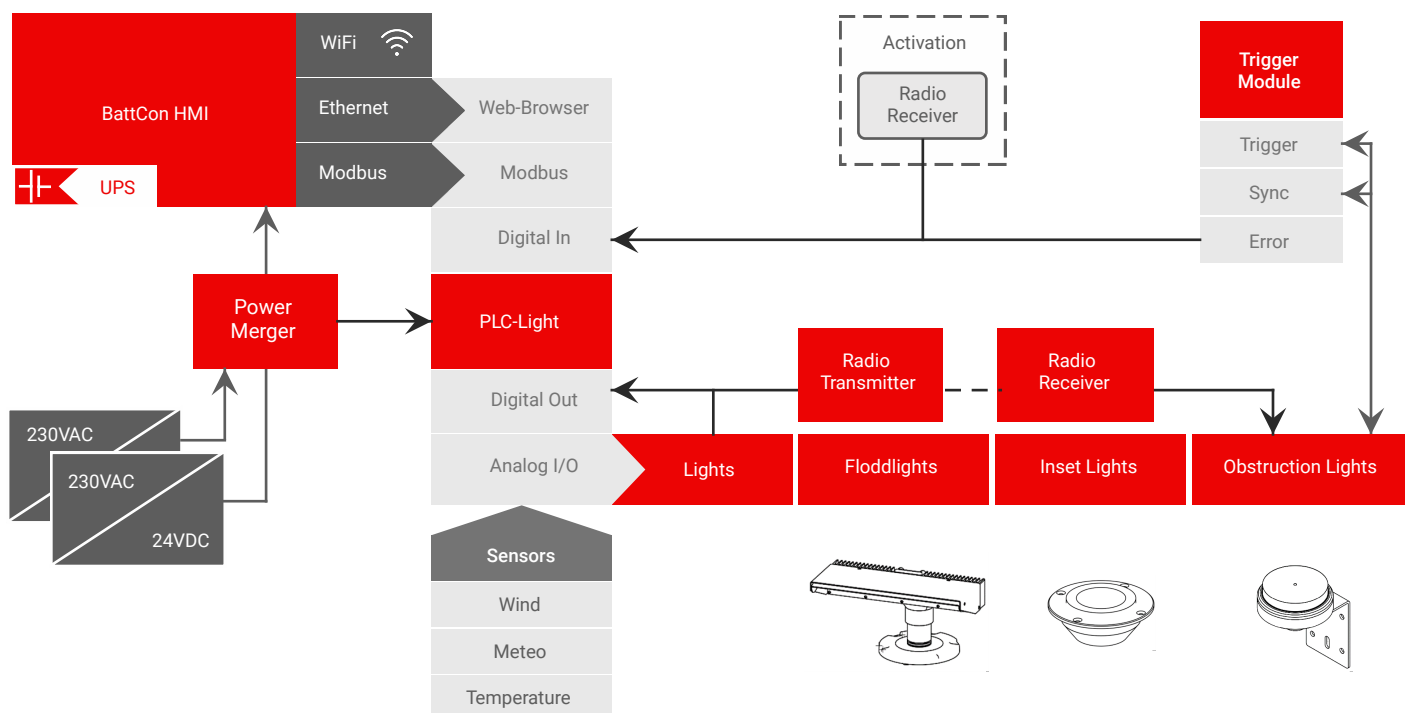 BattCon HMI
UPS
WiFi
Ethernet
Modbus
Web-Browser
Modbus
Digital In
PLC-Light
Digital Out
Analog I/O
Sensors
Wind
Meteo
Temperature
Power
Merger
230VAC
230VAC
24VDC
Activation
Radio
Receiver
Trigger
Module
Trigger
Sync
Error
Radio
Transmitter
Radio
Receiver
Lights
Floddlights
Inset Lights
Obstruction Lights